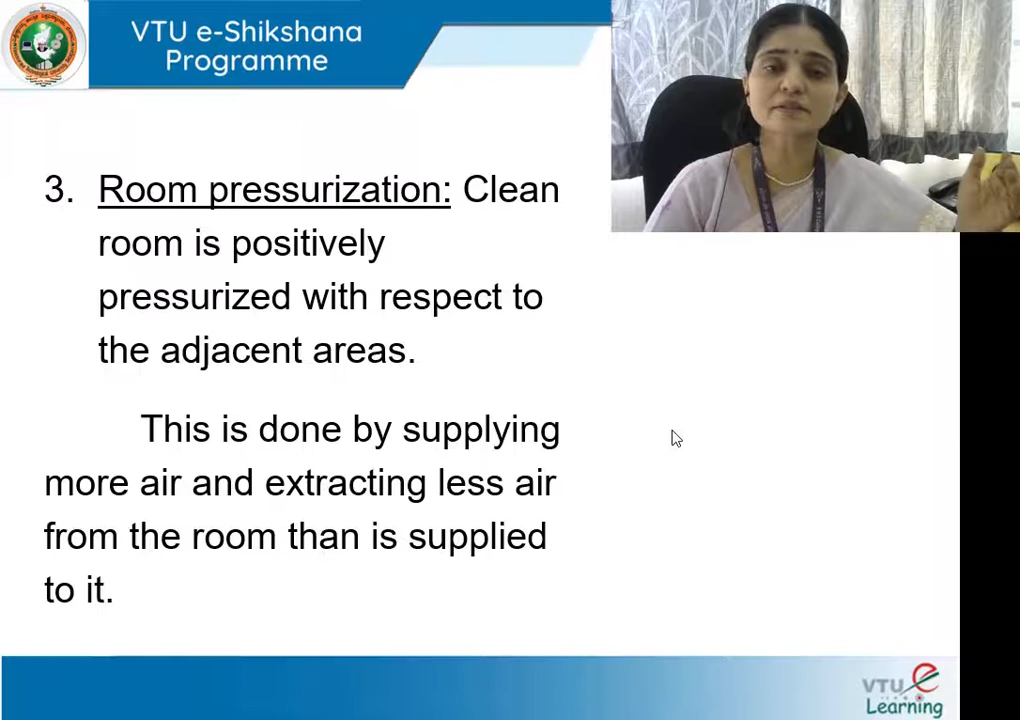 VTU e-Shikshana
Programme
3. Room pressurization: Clean
room is positively
pressurized with respect to
the adjacent areas.
This is done by supplying
more air and extracting less air
from the room than is supplied
to it.
VTU e
Learning